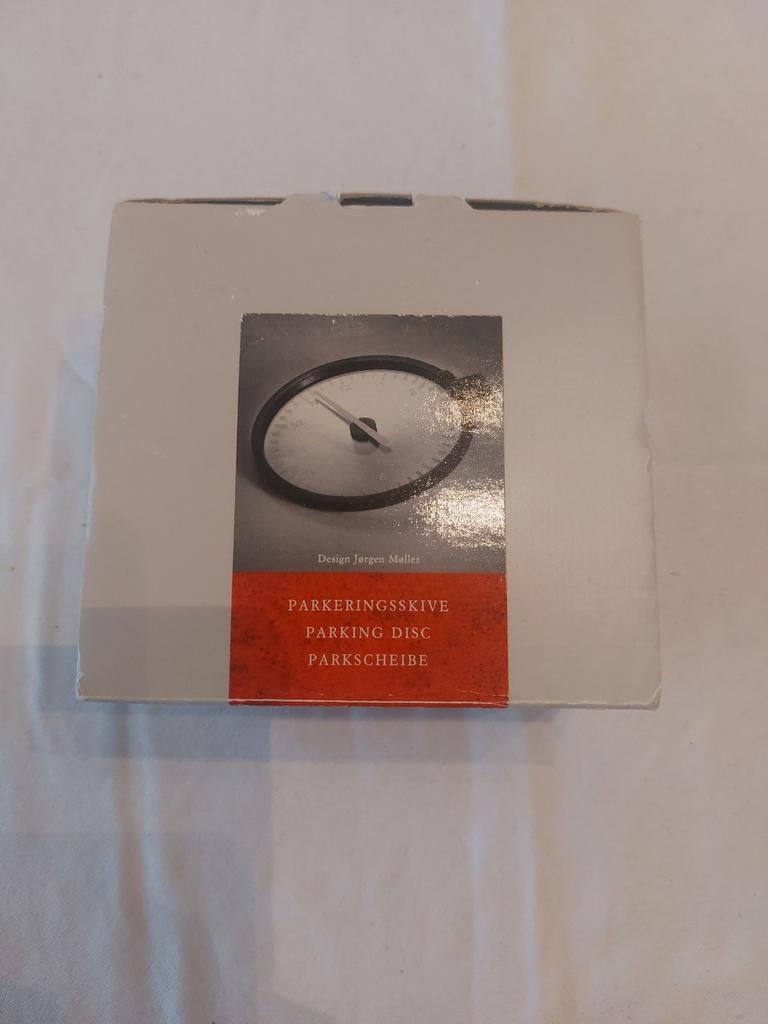 Design Jørgen Møller
PARKERINGSSKIVE
PARKING DISC
PARKSCHEIBE